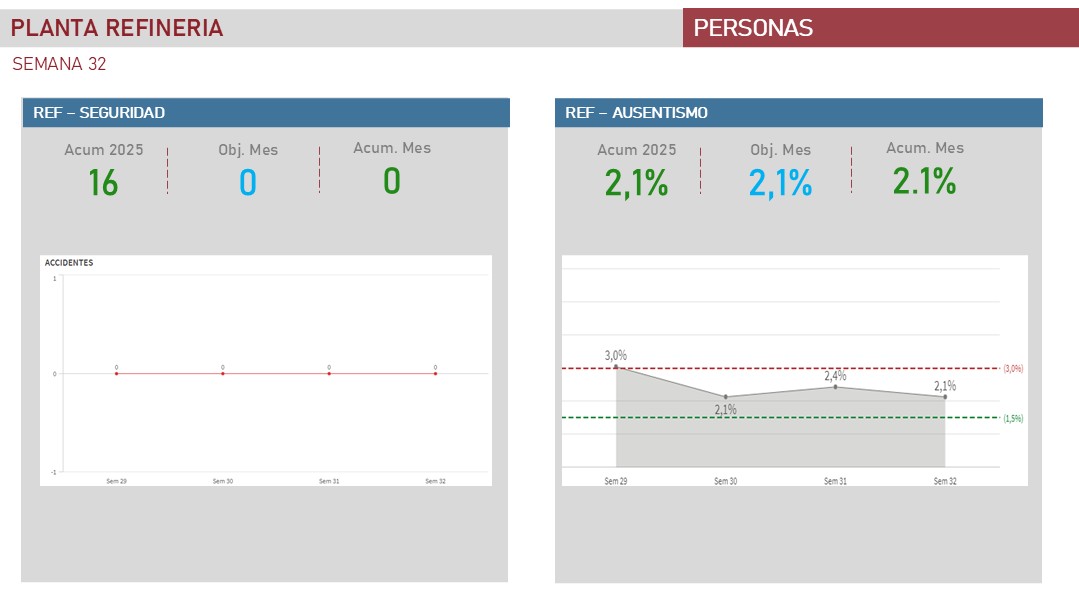 PLANTA REFINERIA
PERSONAS
SEMANA 32
REF – SEGURIDAD
Acum 2025
Obj. Mes
Acum. Mes
16
0
0
ACCIDENTES
1
0
-1
0
0
0
0
Sem 29
Sem 30
Sem 31
Sem 32
REF – AUSENTISMO
Acum 2025
Obj. Mes
Acum. Mes
2,1%
2,1%
2.1%
3,0%
2,1%
2,4%
2,1%
(3,0%)
(1,5%)
Sem 29
Sem 30
Sem 31
Sem 32